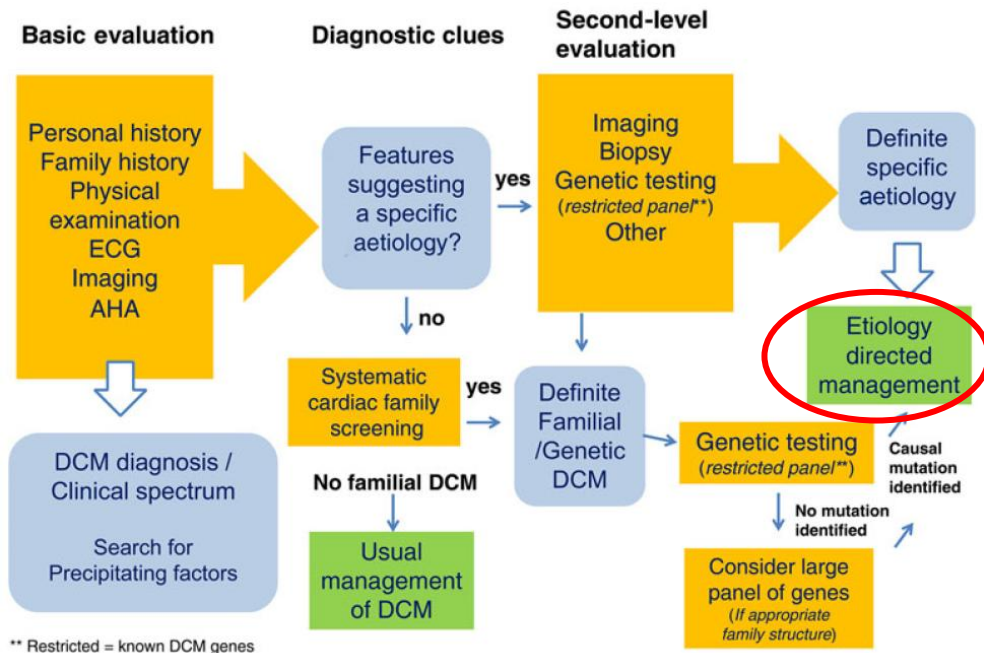 Basic evaluation
Personal history
Family history
Physical
examination
ECG
Imaging
AHA
DCM diagnosis /
Clinical spectrum
Search for
Precipitating factors
Diagnostic clues
Features
suggesting
a specific
aetiology?
yes
no
Systematic
cardiac family
screening
yes
No familial DCM
Usual
management
of DCM
Second-level
evaluation
Imaging
Biopsy
Genetic testing
(restricted panel**)
Other
Definite
Familial
/Genetic
DCM
Definite
specific
aetiology
Etiology
directed
management
Genetic testing
(restricted panel**)
Causal
mutation
identified
No mutation
identified
Consider large
panel of genes
(If appropriate
family structure)
** Restricted = known DCM genes